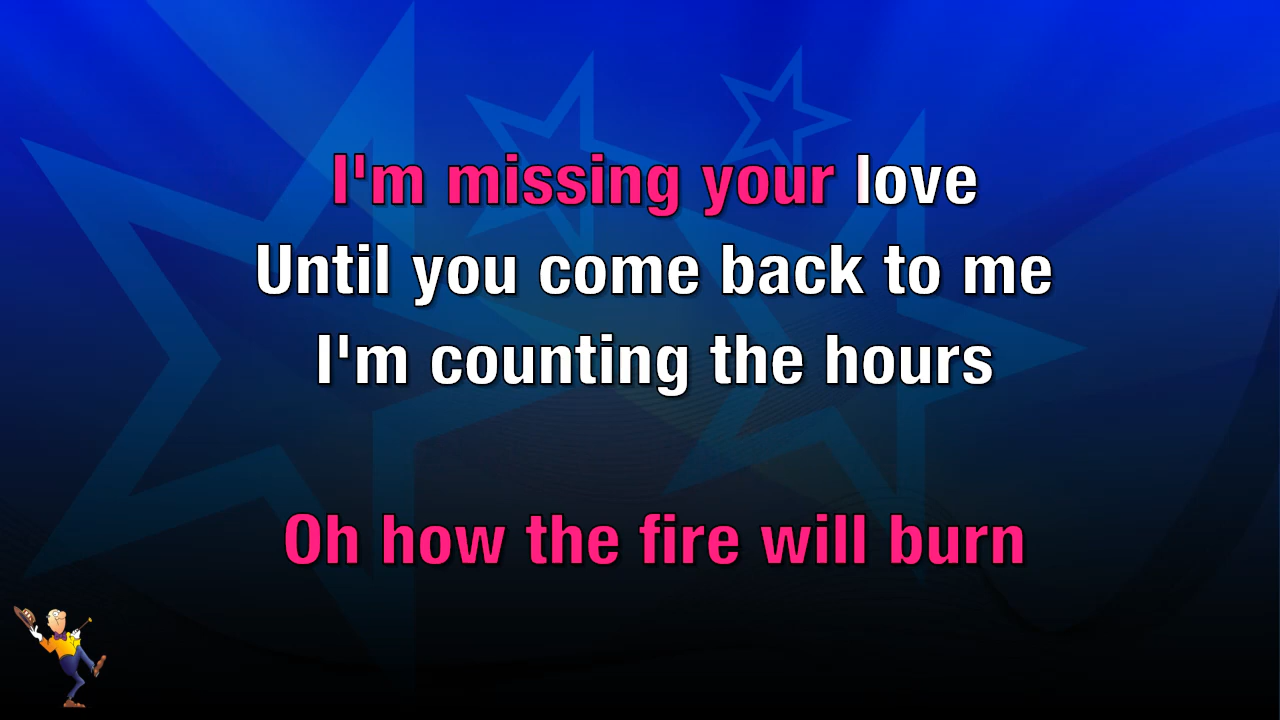 I'm missing your love
Until you come back to me
I'm counting the hours
Oh how the fire will burn